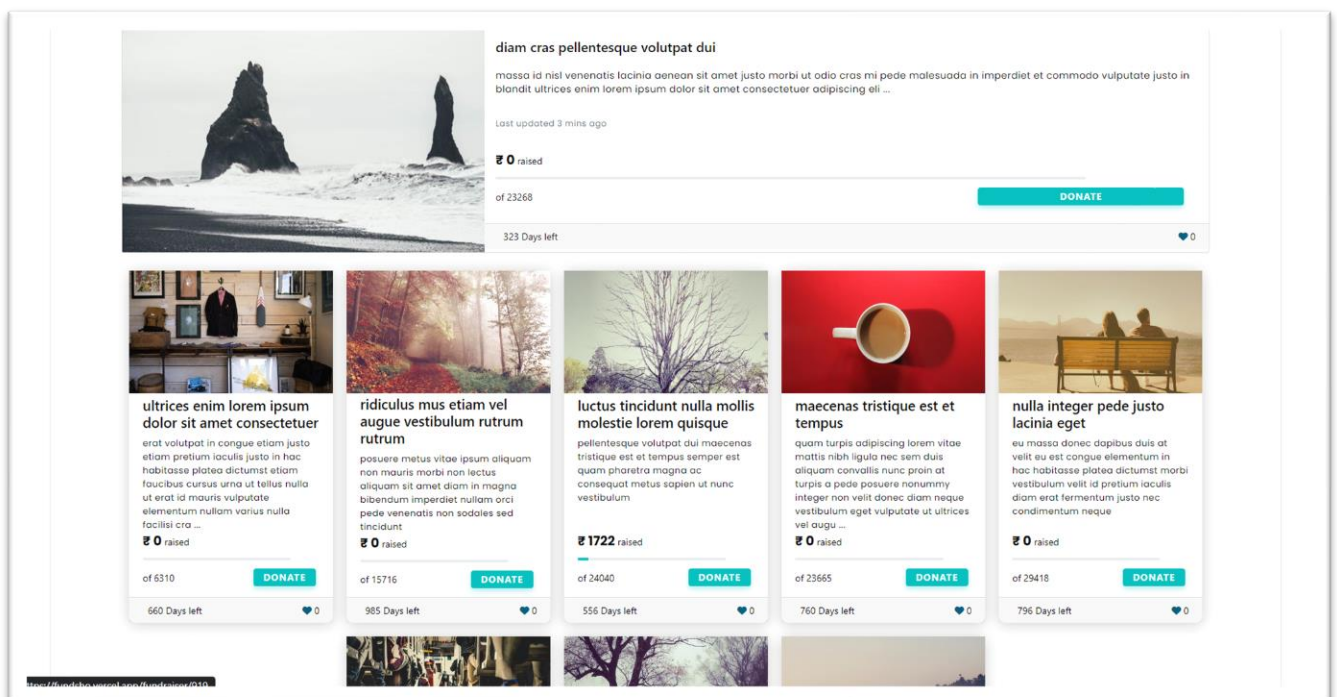 diam cras pellentesque volutpat dui
massa id nisl venenatis lacinia aenean sit amet justo morbi ut odio cras mi pede malesuada in imperdiet et commodo vulputate justo in
blandit ultrices enim lorem ipsum dolor sit amet consectetuer adipiscing eli ...
Last updated 3 mins ago
₹ 0 raised
of 23268
DONATE
323 Days left
0
ultrices enim lorem ipsum
dolor sit amet consectetuer
erat volutpat in congue etiam justo
etiam pretium iaculis justo in hac
habitasse platea dictumst etiam
faucibus cursus urna ut tellus nulla
ut erat id mauris vulputate
elementum nullam varius nulla
facilisi cra ...
₹ 0 raised
of 6310
DONATE
660 Days left
0
ridiculus mus etiam vel
augue vestibulum rutrum
rutrum
posuere metus vitae ipsum aliquam
non mauris morbi non lectus
aliquam sit amet diam in magna
bibendum imperdiet nullam orci
pede venenatis non sodales sed
tincidunt
₹ 0 raised
of 15716
DONATE
985 Days left
0
luctus tincidunt nulla mollis
molestie lorem quisque
pellentesque volutpat dui maecenas
tristique est et tempus semper est
quam pharetra magna ac
consequat metus sapien ut nunc
vestibulum
₹ 1722 raised
of 24040
DONATE
556 Days left
0
maecenas tristique est et
tempus
quam turpis adipiscing lorem vitae
mattis nibh ligula nec sem duis
aliquam convallis nunc proin at
turpis a pede posuere nonummy
integer non velit donec diam neque
vestibulum eget vulputate ut ultrices
vel augu ...
₹ 0 raised
of 23665
DONATE
760 Days left
0
nulla integer pede justo
lacinia eget
eu massa donec dapibus duis at
velit eu est congue elementum in
hac habitasse platea dictumst morbi
vestibulum velit id pretium iaculis
diam erat fermentum justo nec
condimentum neque
₹ 0 raised
of 29418
DONATE
796 Days left
0